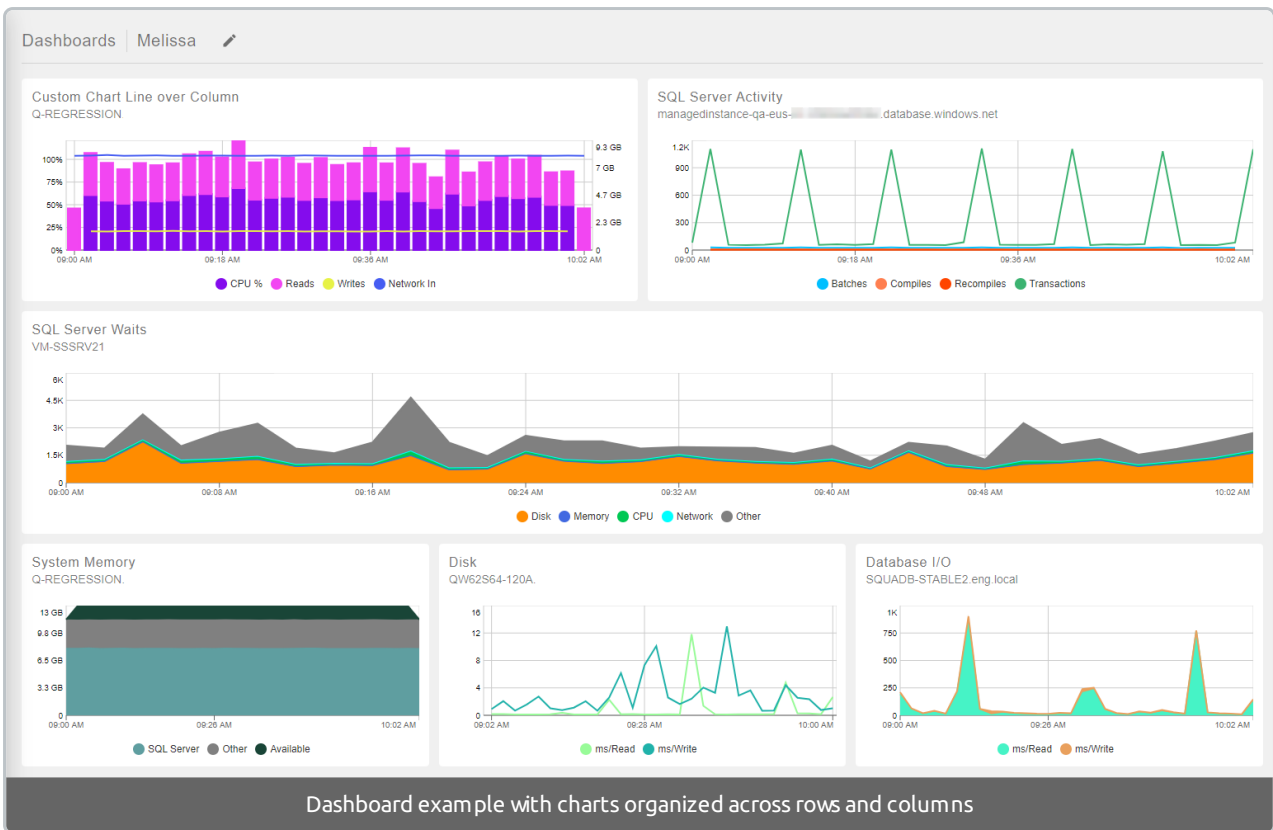 Dashboards Melissa
Custom Chart Line over Column
Q-REGRESSION
100%
75%
50%
25%
0%
9.3 GB
7 GB
4.7 GB
2.3 GB
0
09:00 AM 09:18 AM 09:36 AM 10:02 AM
CPU % Reads Writes Network In
SQL Server Activity
managedinstance-qa-eus- .database.windows.net
1.2K
900
600
300
0
09:00 AM 09:18 AM 09:36 AM 10:02 AM
Batches Compiles Recompiles Transactions
SQL Server Waits
VM-SSSRV21
6K
4.5K
3K
1.5K
0
09:00 AM 09:08 AM 09:16 AM 09:24 AM 09:32 AM 09:40 AM 09:48 AM 10:02 AM
Disk Memory CPU Network Other
System Memory
Q-REGRESSION.
13 GB
9.8 GB
6.5 GB
3.3 GB
0
09:00 AM 09:26 AM 10:02 AM
SQL Server Other Available
Disk
QW62S64-120A.
16
12
8
4
0
09:02 AM 09:28 AM 10:00 AM
ms/Read ms/Write
Database I/O
SQUADB-STABLE2.eng.local
1K
750
500
250
0
09:00 AM 09:26 AM 10:02 AM
ms/Read ms/Write
Dashboard example with charts organized across rows and columns